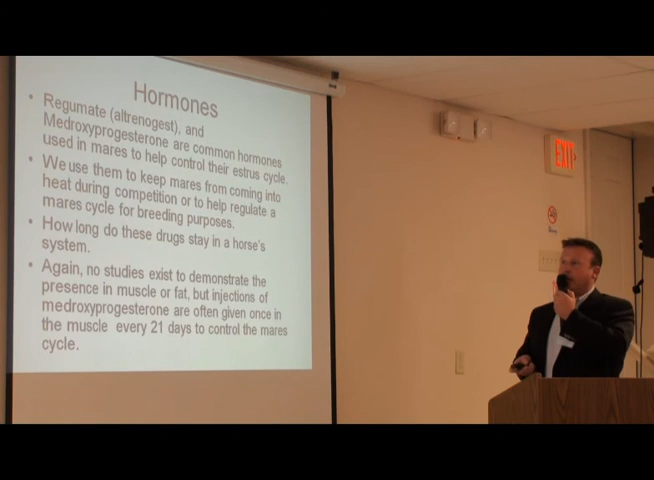 Hormones
• Regumate (altrenogest), and
Medroxyprogesterone are common hormones
used in mares to help control their estrus cycle.
• We use them to keep mares from coming into
heat during competition or to help regulate a
mares cycle for breeding purposes.
• How long do these drugs stay in a horse's
system.
• Again, no studies exist to demonstrate the
presence in muscle or fat, but injections of
medroxyprogesterone are often given once in
the muscle every 21 days to control the mares
cycle.
EXIT